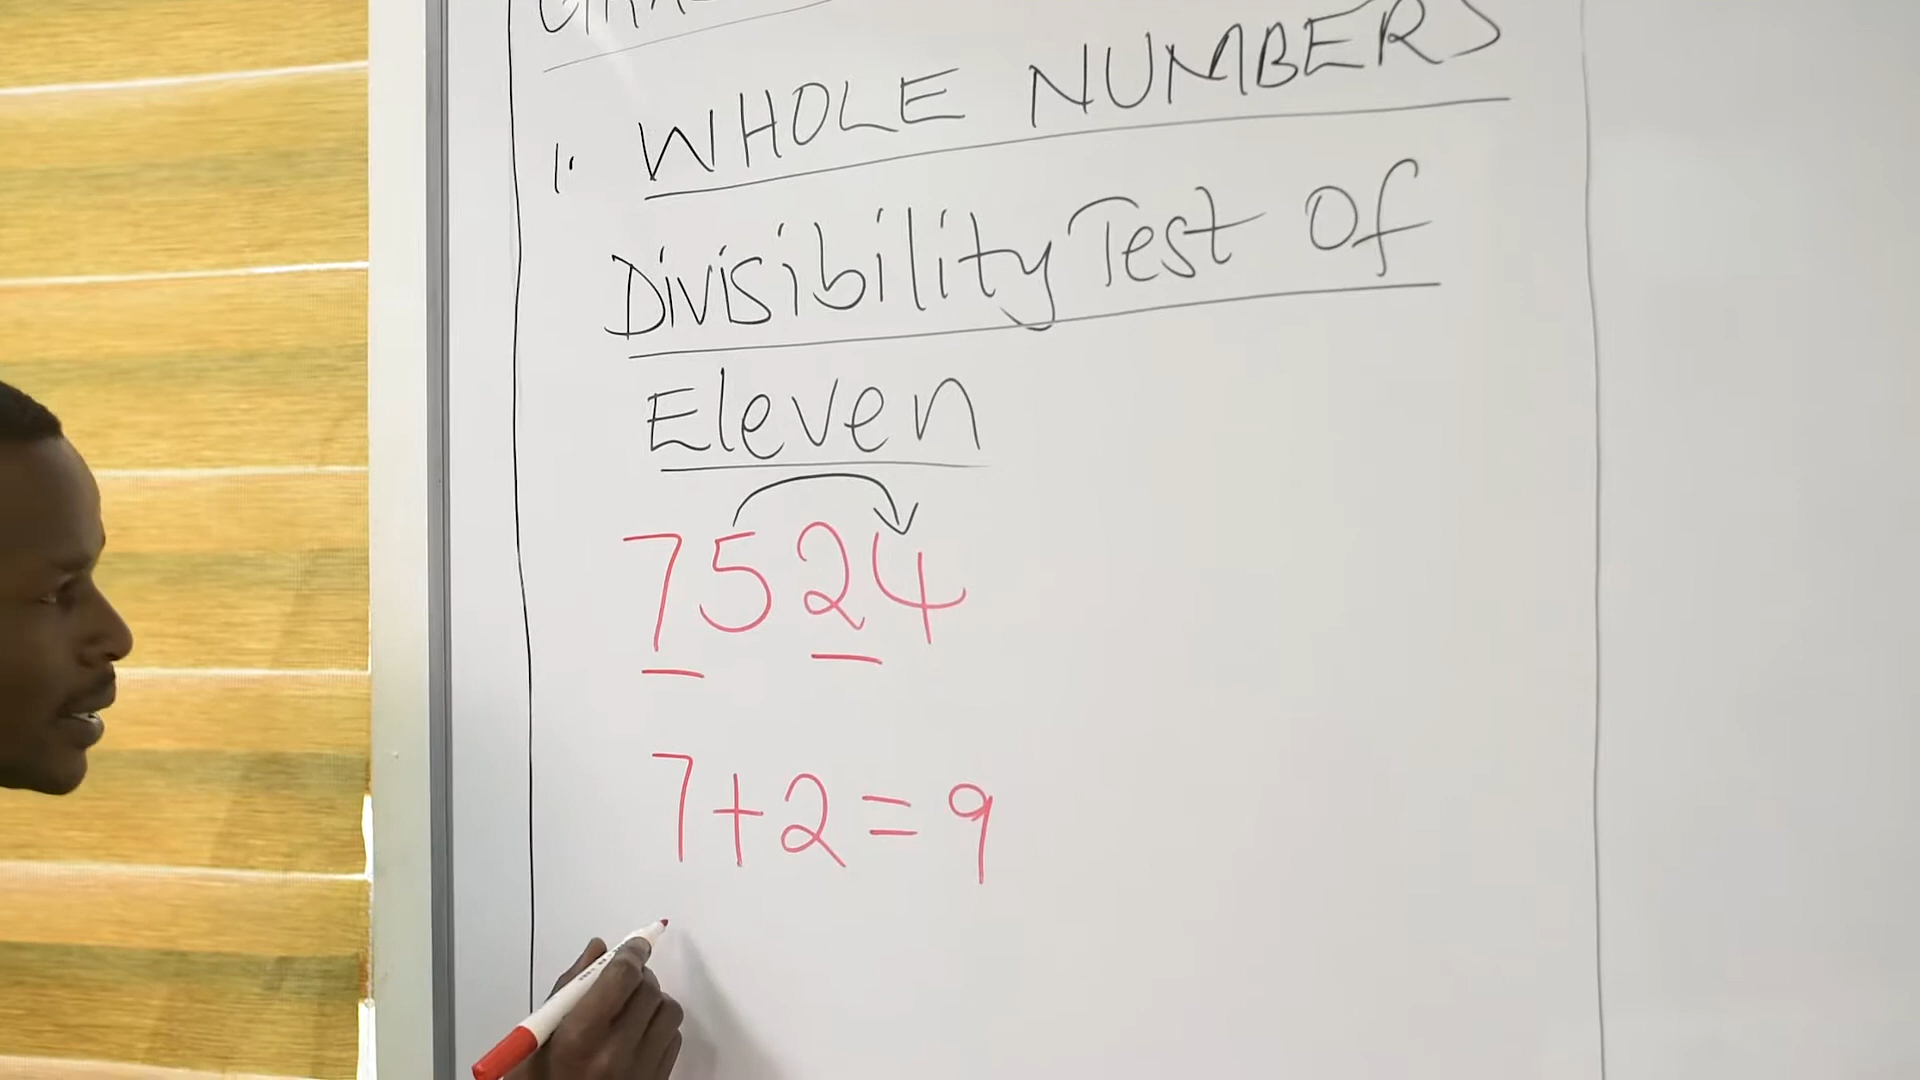 1. WHOLE NUMBERS
Divisibility Test Of
Eleven
7524
7+2=9